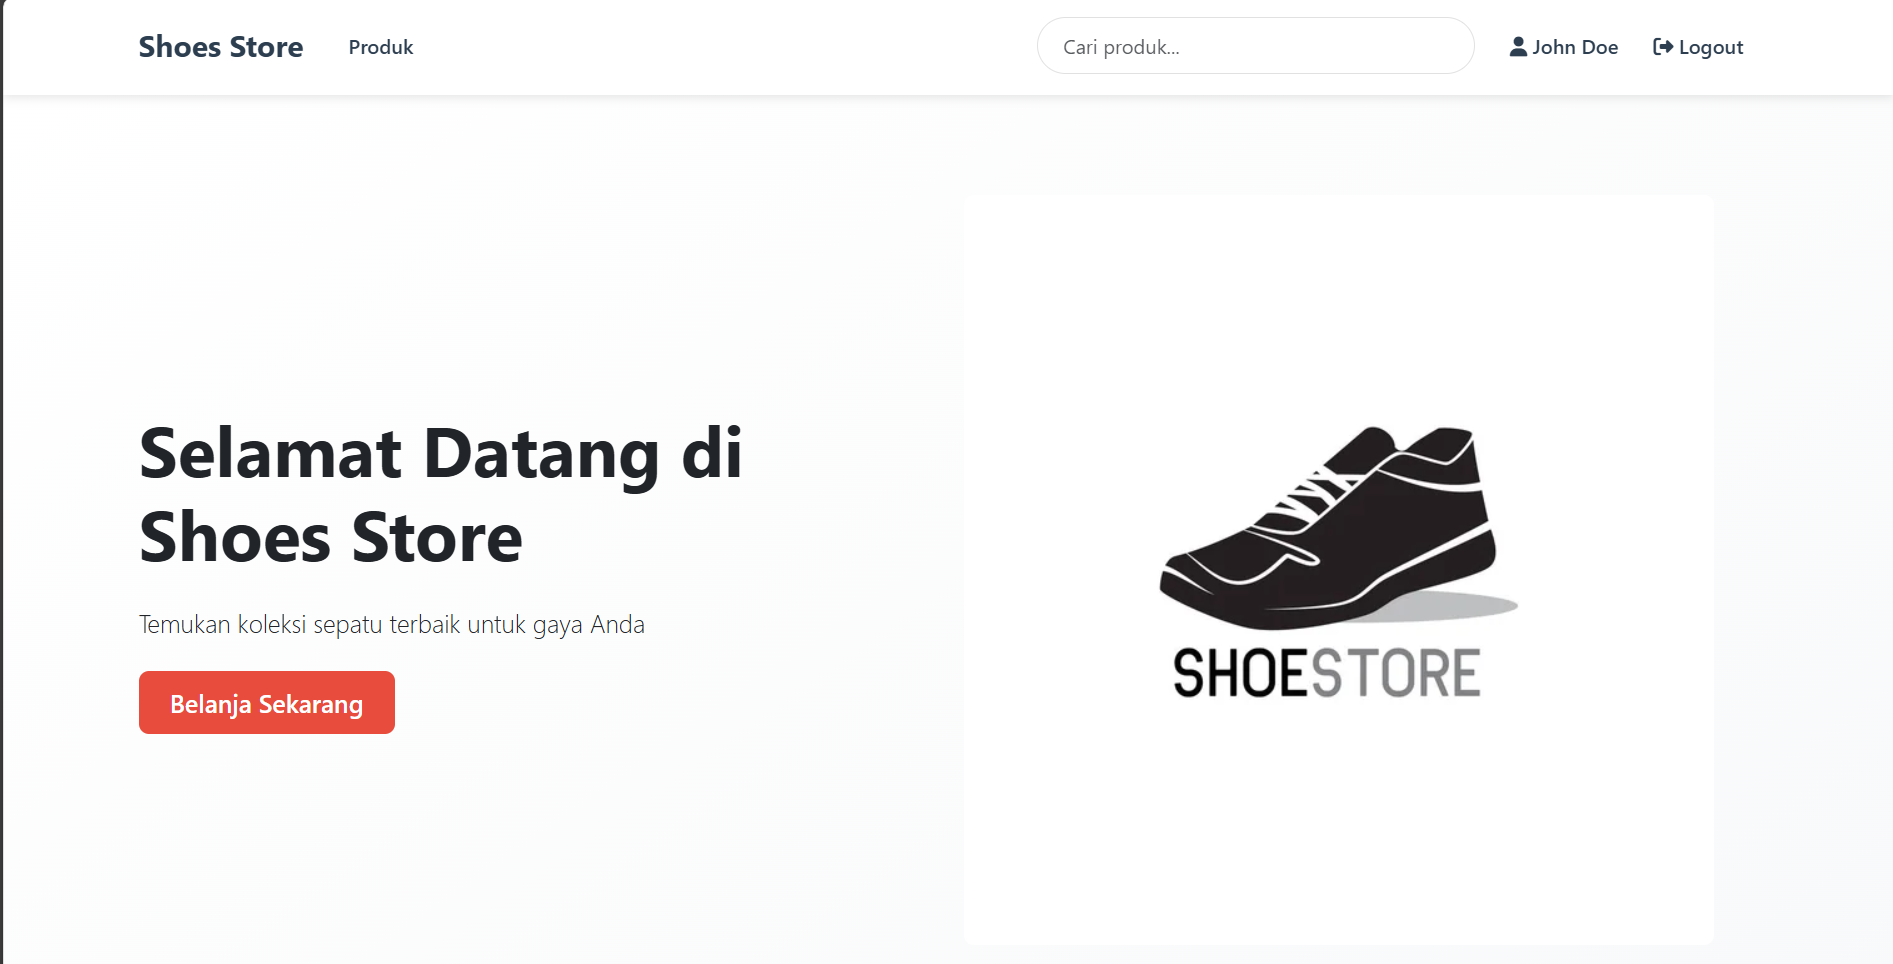 Shoes Store
Produk
Cari produk...
John Doe
Logout
Selamat Datang di
Shoes Store
Temukan koleksi sepatu terbaik untuk gaya Anda
Belanja Sekarang
SHOESTORE